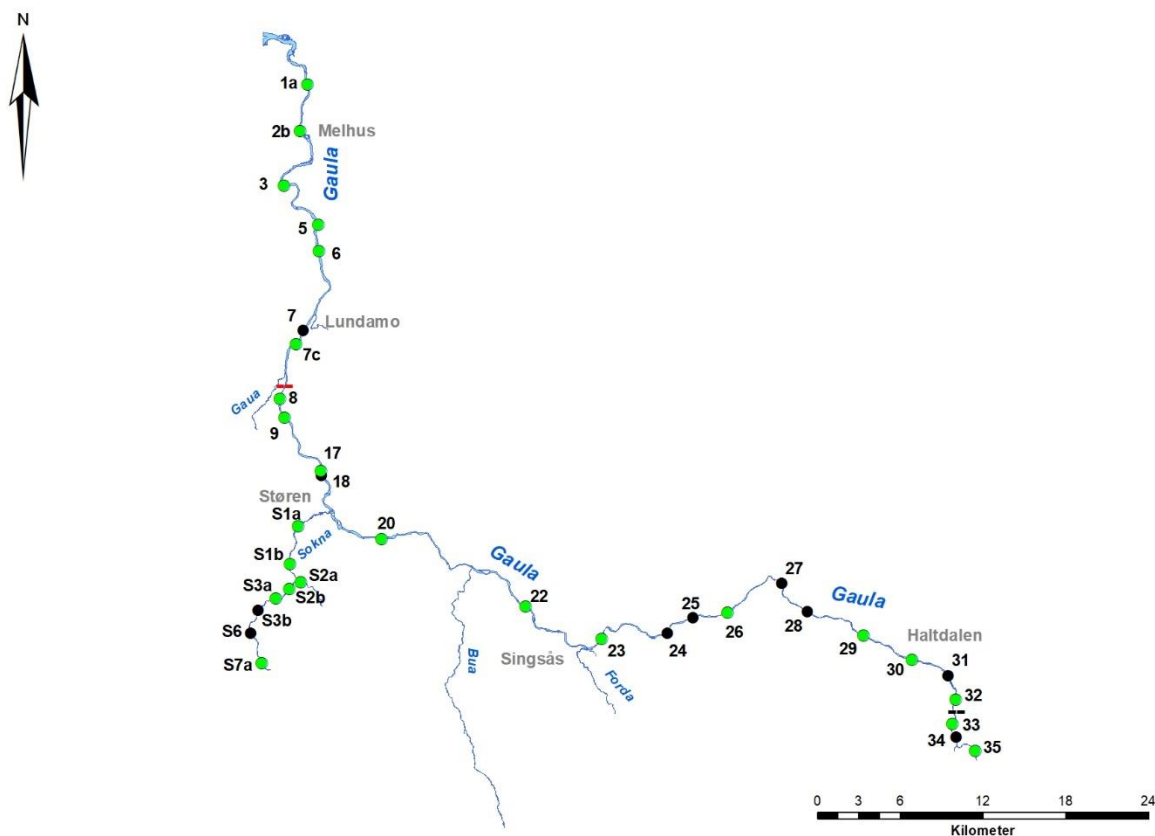 N
1a
2b
Melhus
Gaula
3
5
6
7
Lundamo
7c
Gaua
8
9
17
18
Støren
S1a
20
Sokna
S1b
S2a
S3a
S2b
S3b
S6
S7a
Gaula
22
Bua
Singsås
23
Forda
24
25
26
27
Gaula
28
29
Haltdalen
30
31
32
33
34
35
0 3 6 12 18 24
Kilometer